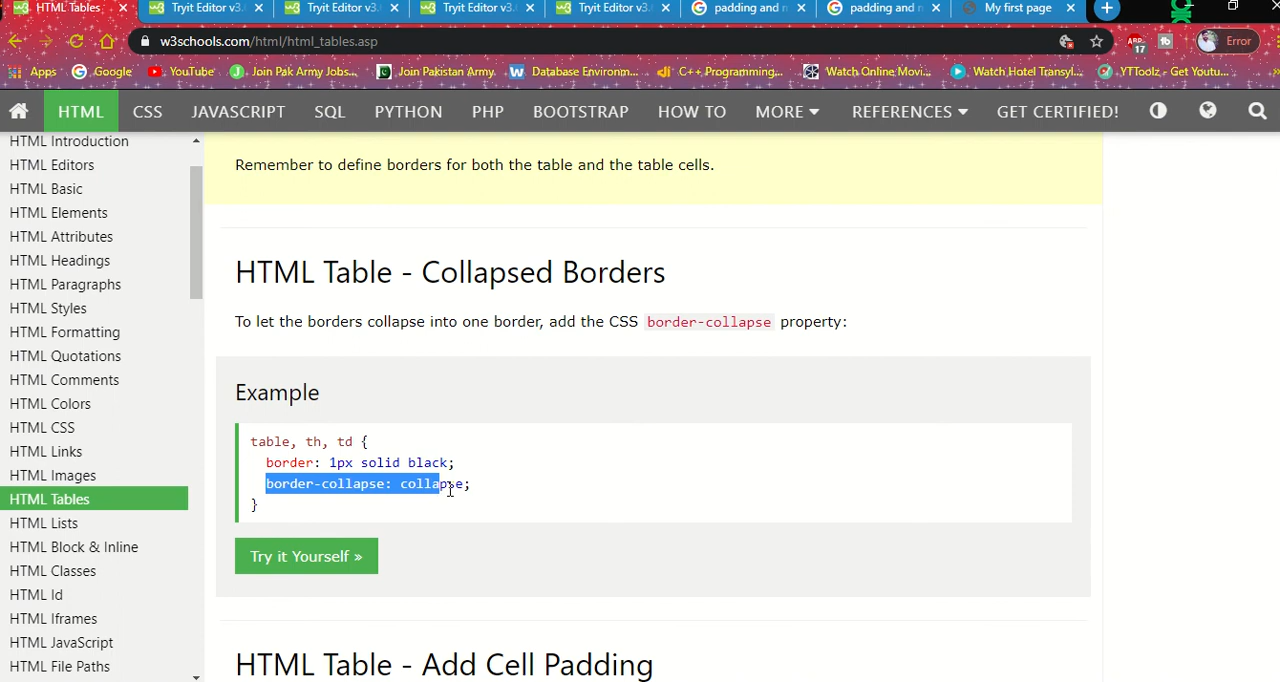 HTML Tables
Tryit Editor v3.
Tryit Editor v3.
Tryit Editor v3.
Tryit Editor v3.
padding and n
padding and n
My first page
w3schools.com/html/html_tables.asp
17
Error
Apps
Google
YouTube
Join Pak Army Jobs...
Join Pakistan Army
Database Environm...
C++ Programming...
Watch Online Movi...
Watch Hotel Transyl...
YTToolz - Get Youtu...
HTML
CSS
JAVASCRIPT
SQL
PYTHON
PHP
BOOTSTRAP
HOW TO
MORE
REFERENCES
GET CERTIFIED!
HTML Introduction
HTML Editors
HTML Basic
HTML Elements
HTML Attributes
HTML Headings
HTML Paragraphs
HTML Styles
HTML Formatting
HTML Quotations
HTML Comments
HTML Colors
HTML CSS
HTML Links
HTML Images
HTML Tables
HTML Lists
HTML Block & Inline
HTML Classes
HTML Id
HTML Iframes
HTML JavaScript
HTML File Paths
Remember to define borders for both the table and the table cells.
HTML Table - Collapsed Borders
To let the borders collapse into one border, add the CSS border-collapse property:
Example
table, th, td {
border: 1px solid black;
border-collapse: collapse;
}
Try it Yourself »
HTML Table - Add Cell Padding